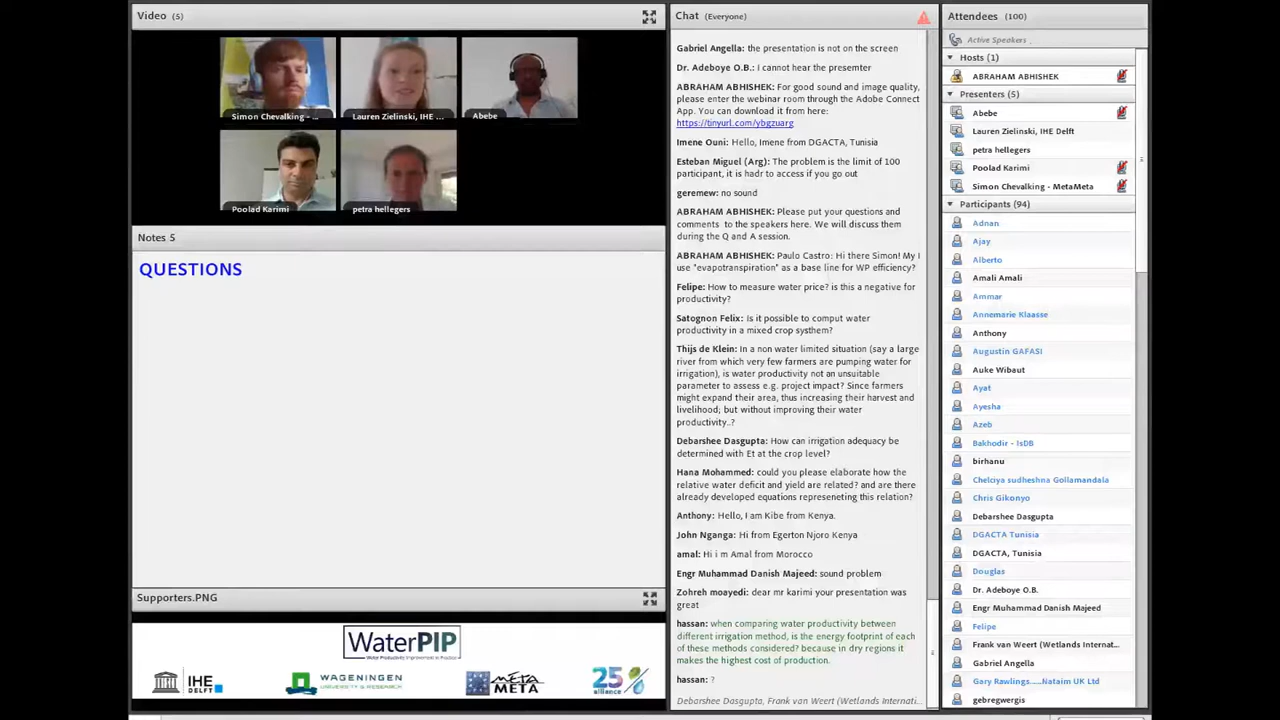 Video (5)
Simon Chevalking - ...
Lauren Zielinski, IHE ...
Abebe
Poolad Karimi
petra hellegers
Notes 5
QUESTIONS
Supporters.PNG
WaterPIP
Water Productivity Improvement in Practice
IHE
DELFT
WAGENINGEN
UNIVERSITY & RESEARCH
META
META
25
alliance
Chat (Everyone)
Gabriel Angella: the presentation is not on the screen
Dr. Adeboye O.B.: I cannot hear the presemter
ABRAHAM ABHISHEK: For good sound and image quality,
please enter the webinar room through the Adobe Connect
App. You can download it from here:
https://tinyurl.com/ybgzuarg
Imene Ouni: Hello, Imene from DGACTA, Tunisia
Esteban Miguel (Arg): The problem is the limit of 100
participant, it is hadr to access if you go out
geremew: no sound
ABRAHAM ABHISHEK: Please put your questions and
comments to the speakers here. We will discuss them
during the Q and A session.
ABRAHAM ABHISHEK: Paulo Castro: Hi there Simon! My I
use "evapotranspiration" as a base line for WP efficiency?
Felipe: How to measure water price? is this a negative for
productivity?
Satognon Felix: is it possible to comput water
productivity in a mixed crop systhem?
Thijs de Klein: In a non water limited situation (say a large
river from which very few farmers are pumping water for
irrigation), is water productivity not an unsuitable
parameter to assess e.g. project impact? Since farmers
might expand their area, thus increasing their harvest and
livelihood; but without improving their water
productivity..?
Debarshee Dasgupta: How can irrigation adequacy be
determined with Et at the crop level?
Hana Mohammed: could you please elaborate how the
relative water deficit and yield are related? and are there
already developed equations represeneting this relation?
Anthony: Hello, I am Kibe from Kenya.
John Nganga: Hi from Egerton Njoro Kenya
amal: Hi i m Amal from Morocco
Engr Muhammad Danish Majeed: sound problem
Zohreh moayedi: dear mr karimi your presentation was
great
hassan: when comparing water productivity between
different irrigation method, is the energy footprint of each
of these methods considered? because in dry regions it
makes the highest cost of production.
hassan: ?
Debarshee Dasgupta, Frank van Weert (Wetlands Internati...
Attendees (100)
Active Speakers
Hosts (1)
ABRAHAM ABHISHEK
Presenters (5)
Abebe
Lauren Zielinski, IHE Delft
petra hellegers
Poolad Karimi
Simon Chevalking - MetaMeta
Participants (94)
Adnan
Ajay
Alberto
Amali Amali
Ammar
Annemarie Klaasse
Anthony
Augustin GAFASI
Auke Wibaut
Ayat
Ayesha
Azeb
Bakhodir - IsDB
birhanu
Chelciya sudheshna Gollamandala
Chris Gikonyo
Debarshee Dasgupta
DGACTA Tunisia
DGACTA, Tunisia
Douglas
Dr. Adeboye O.B.
Engr Muhammad Danish Majeed
Felipe
Frank van Weert (Wetlands Internat...
Gabriel Angella
Gary Rawlings.....Nataim UK Ltd
gebregwergis